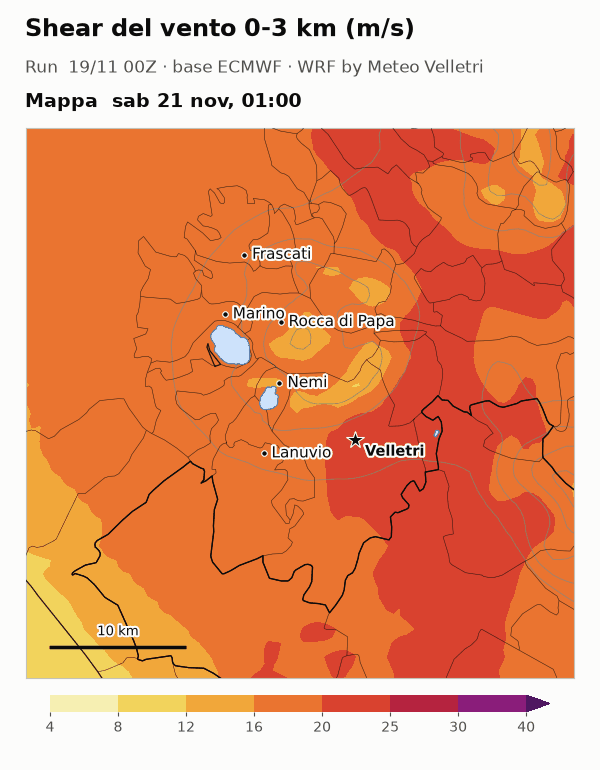 Shear del vento 0-3 km (m/s)
Run  19/11 00Z · base ECMWF · WRF by Meteo Velletri
Mappa  sab 21 nov, 01:00
Frascati
Marino
Rocca di Papa
Nemi
Velletri
Lanuvio
10 km
4 8 12 16 20 25 30 40